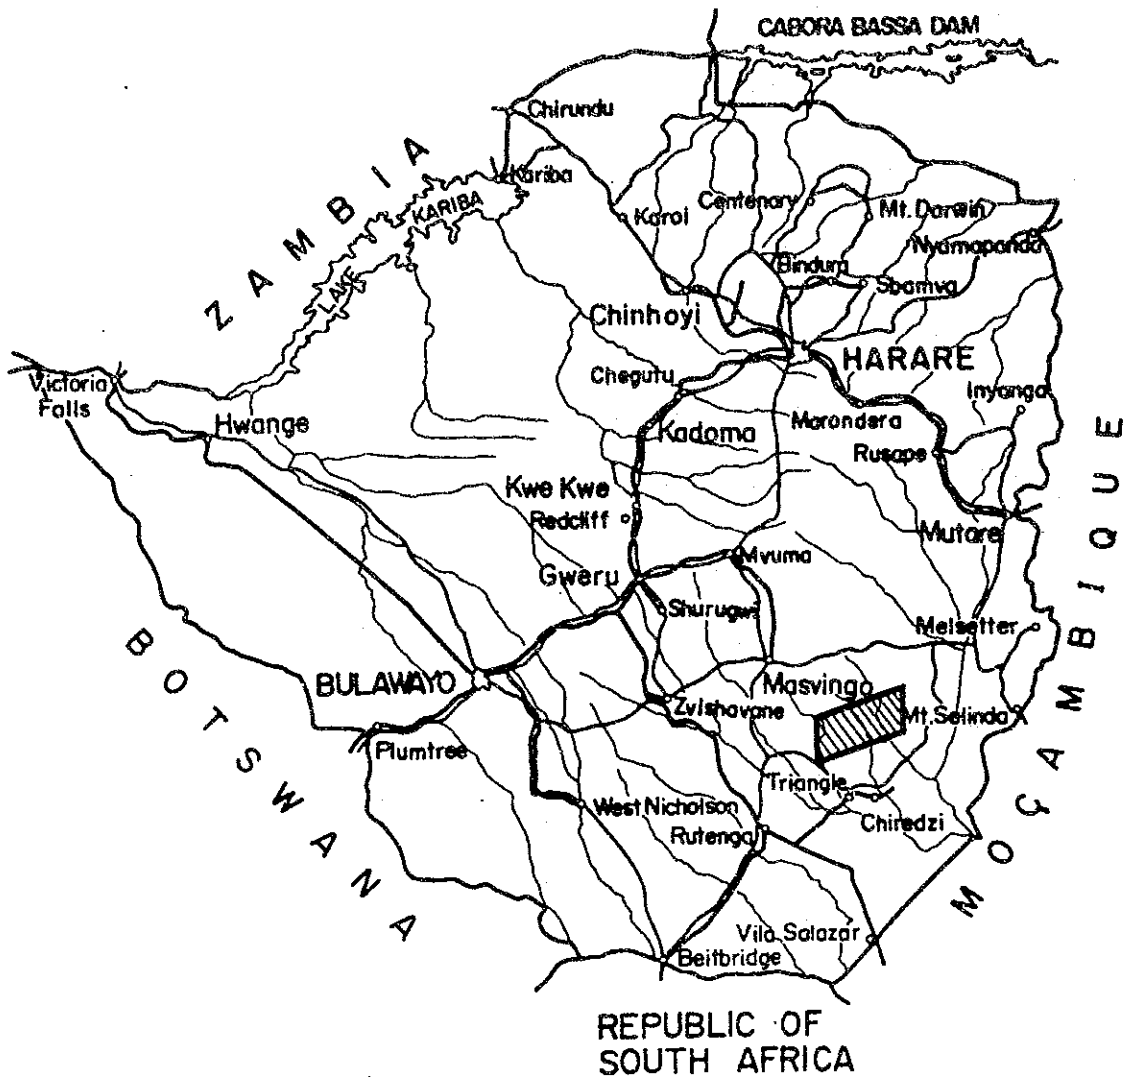 CABORA BASSA DAM
Chirundu
ZAMBIA
Kariba
LAKE KARIBA
Karoi
Centenary
Mt. Darwin
Nyamapanda
Bindura
Shamva
Chinhoyi
HARARE
Victoria
Falls
Chegutu
Inyanga
Hwange
Kadoma
Marondera
Rusape
Kwe Kwe
Redcliff
Mutare
MOÇAMBIQUE
Gweru
Mvuma
Shurugwi
Melsetter
BOTSWANA
BULAWAYO
Masvingo
Zvishavane
Mt. Selinda
Plumtree
Triangle
West Nicholson
Chiredzi
Rutenga
Vila Salazar
Beitbridge
REPUBLIC OF
SOUTH AFRICA